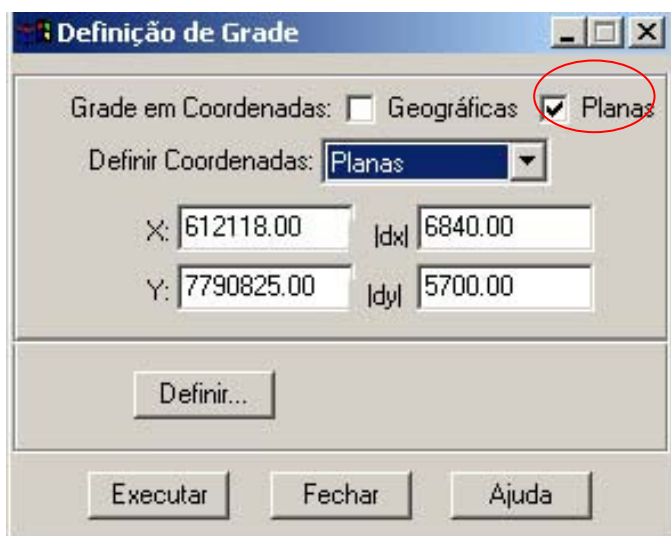 Definição de Grade
Grade em Coordenadas: Geográficas Planas
Definir Coordenadas: Planas
X: 612118.00 |dx| 6840.00
Y: 7790825.00 |dy| 5700.00
Definir...
Executar Fechar Ajuda